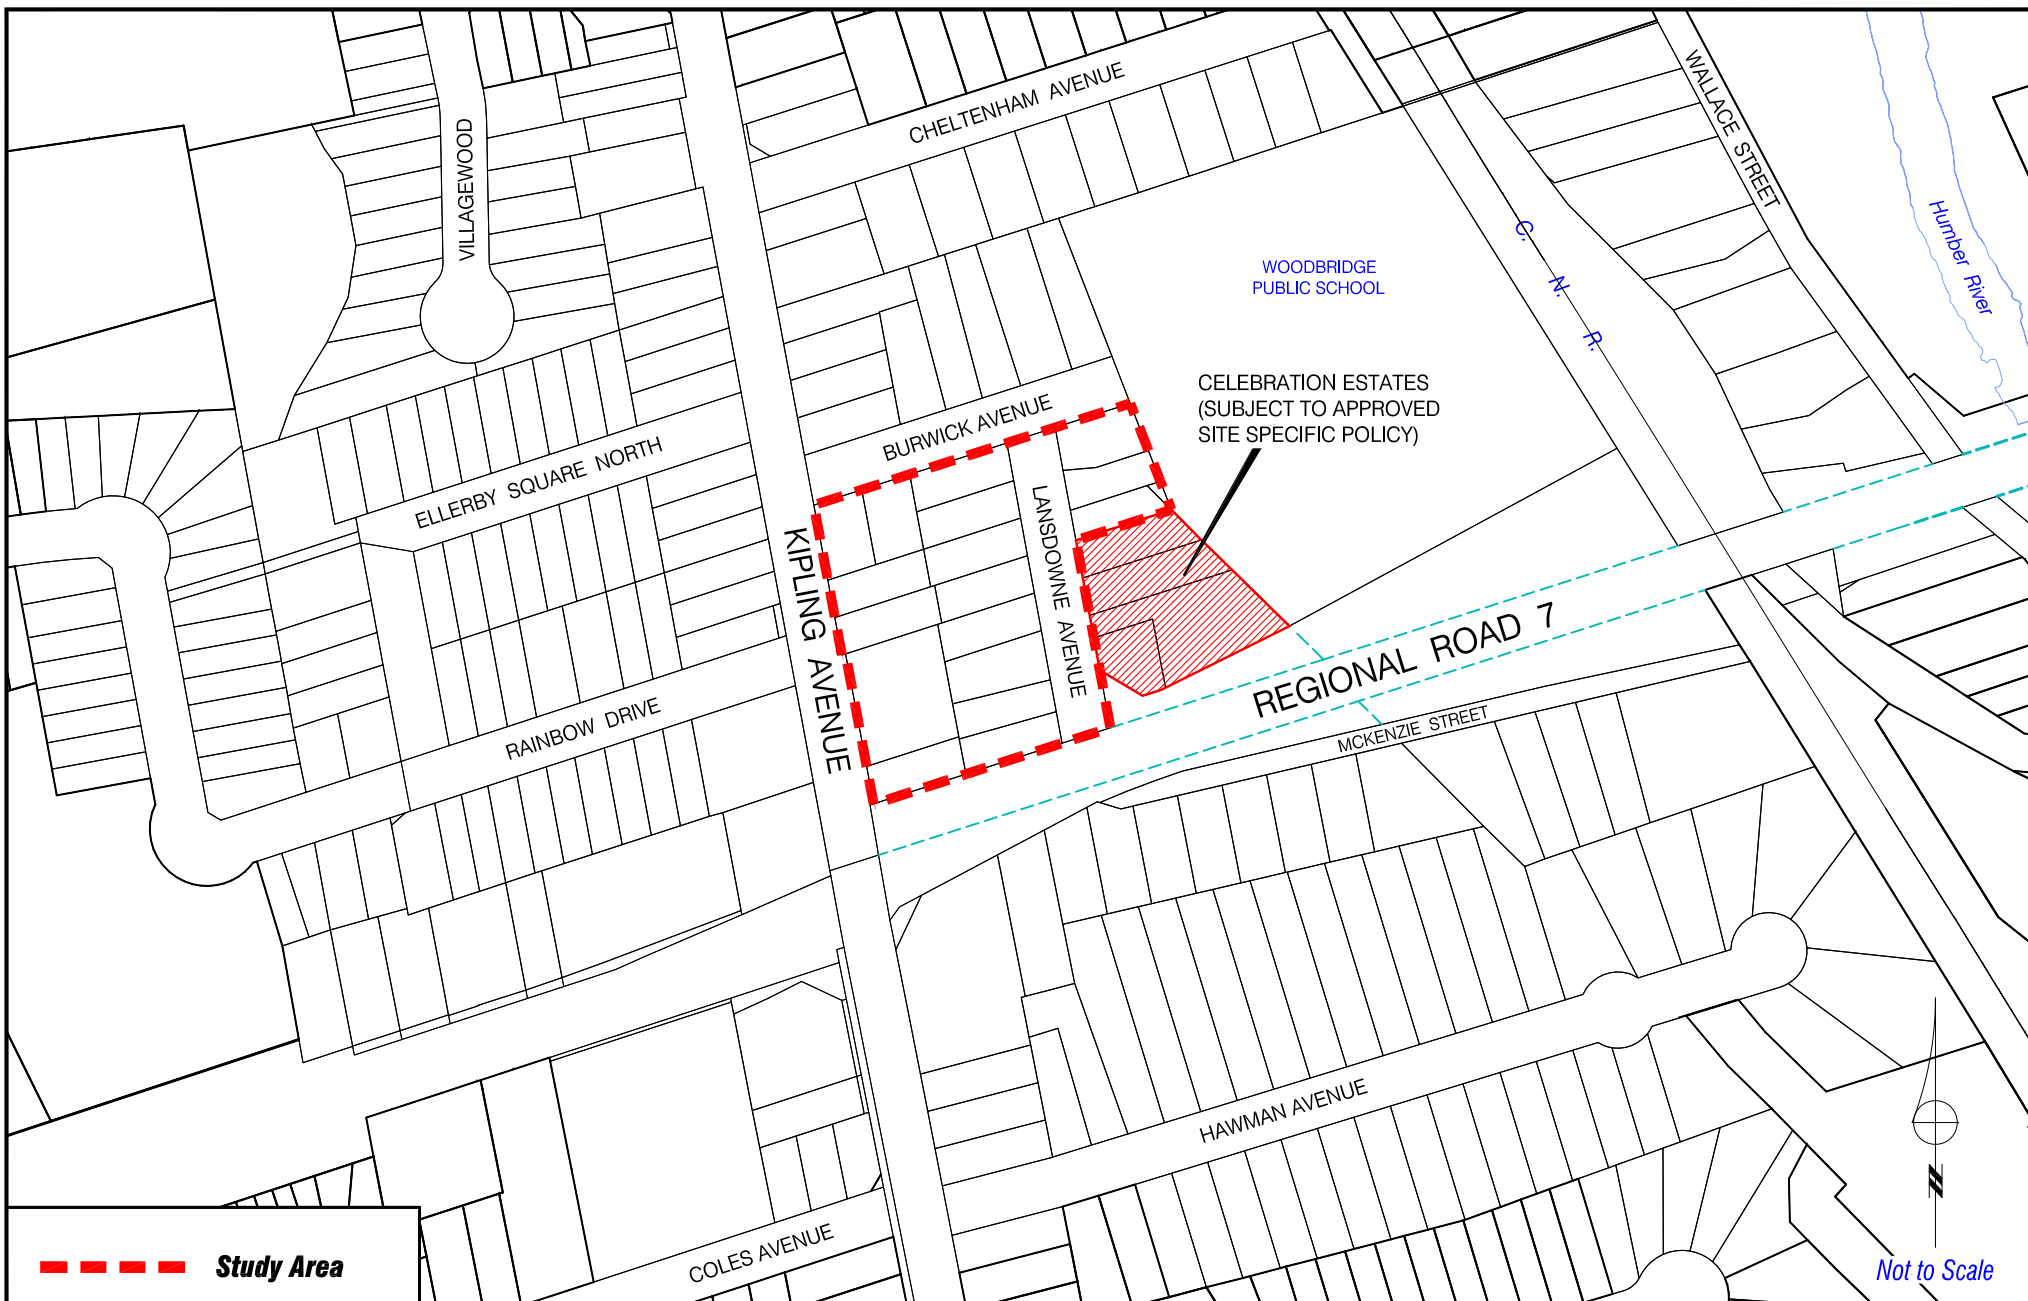 CHELTENHAM AVENUE
WALLACE STREET
VILLAGEWOOD
Humber River
C. N. R.
WOODBRIDGE
PUBLIC SCHOOL
CELEBRATION ESTATES
(SUBJECT TO APPROVED
SITE SPECIFIC POLICY)
BURWICK AVENUE
ELLERBY SQUARE NORTH
LANSDOWNE AVENUE
KIPLING AVENUE
REGIONAL ROAD 7
RAINBOW DRIVE
MCKENZIE STREET
HAWMAN AVENUE
COLES AVENUE
N
Study Area
Not to Scale